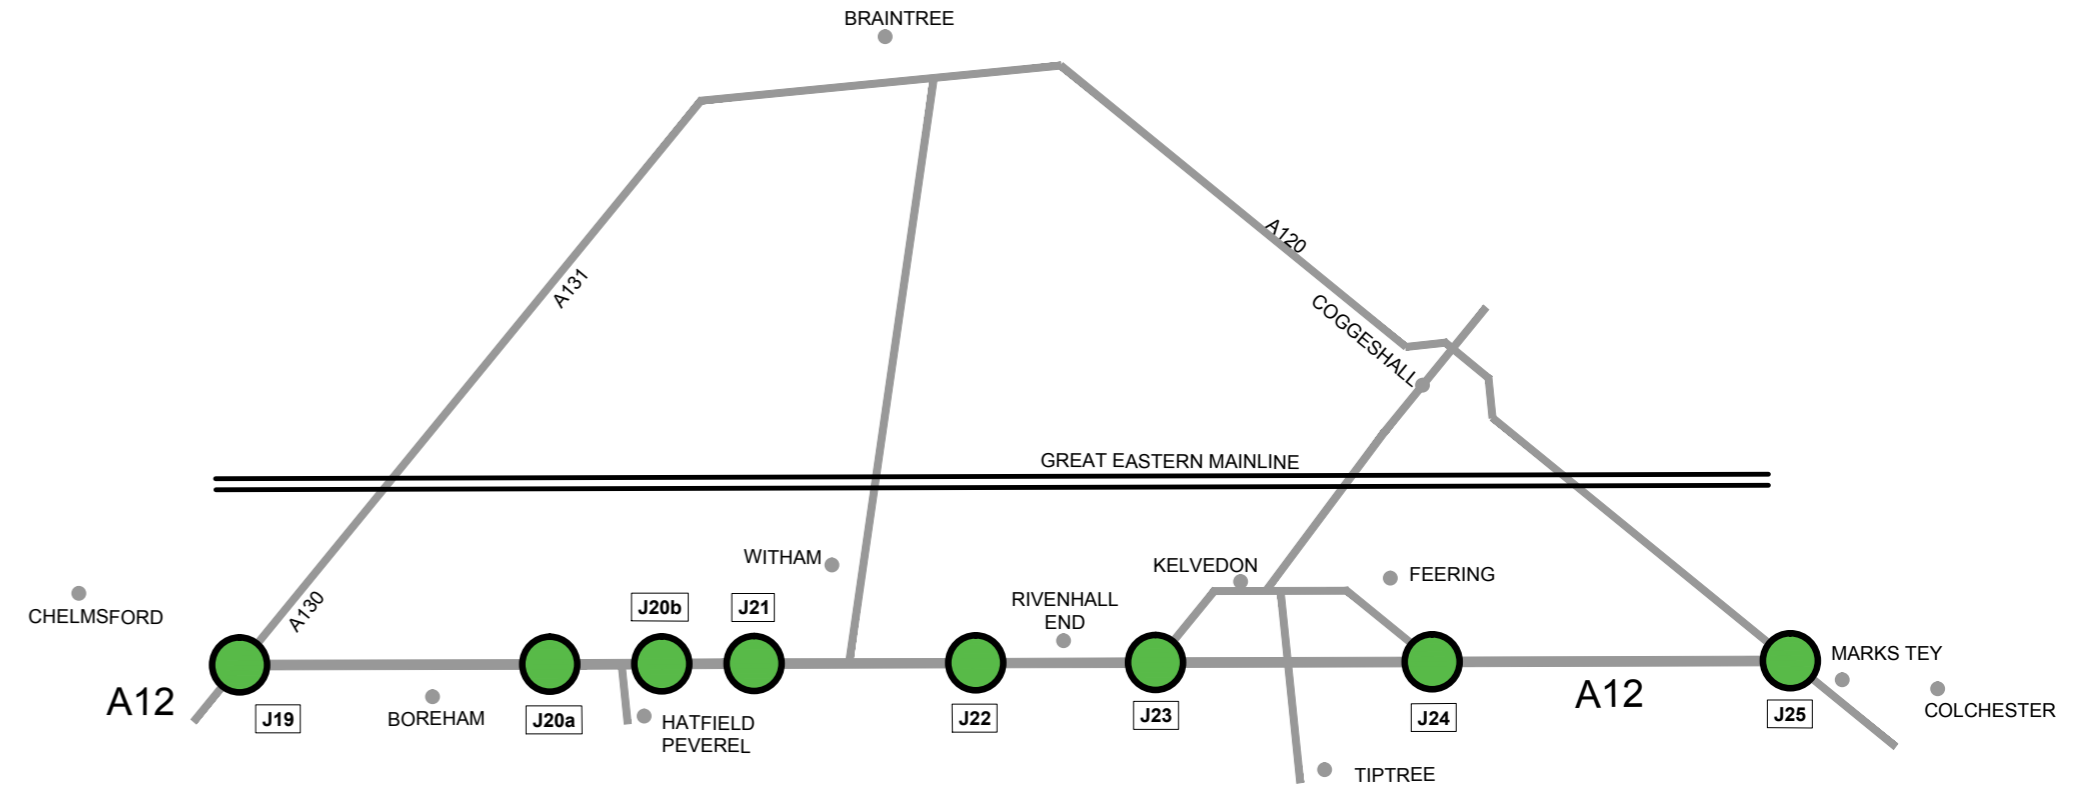 BRAINTREE
A120
A131
COGGESHALL
GREAT EASTERN MAINLINE
WITHAM
KELVEDON
FEERING
CHELMSFORD
A130
J20b
J21
RIVENHALL
END
MARKS TEY
A12
J19
BOREHAM
J20a
HATFIELD
PEVEREL
J22
J23
J24
A12
J25
COLCHESTER
TIPTREE